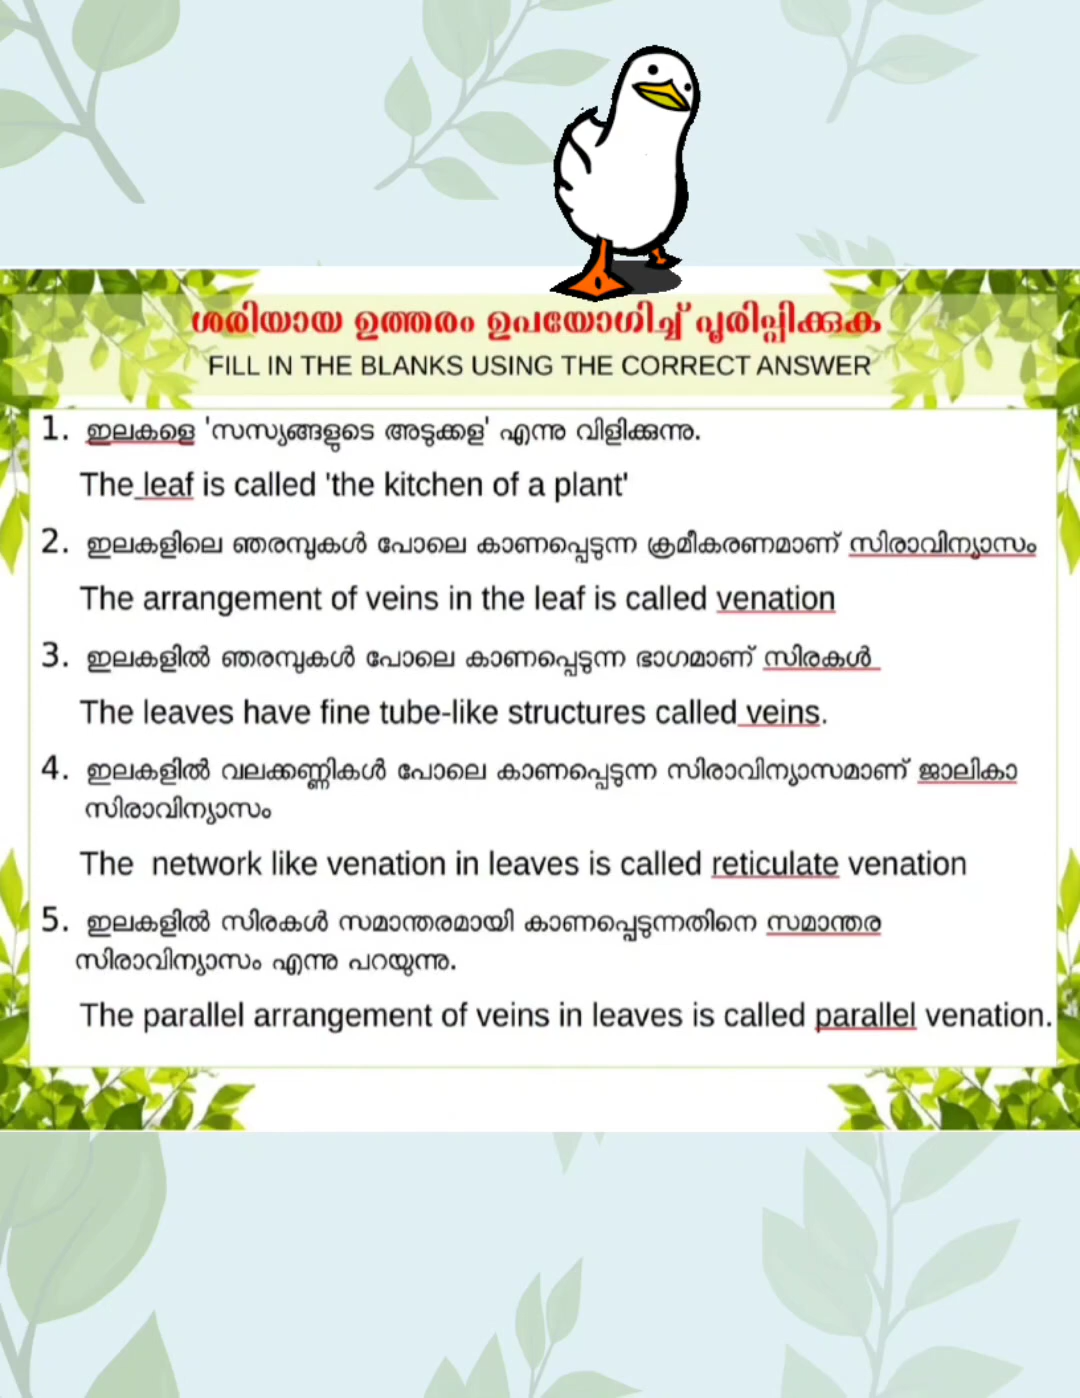 ശരിയായ ഉത്തരം ഉപയോഗിച്ച് പൂരിപ്പിക്കുക
FILL IN THE BLANKS USING THE CORRECT ANSWER
1. ഇലകളെ 'സസ്യങ്ങളുടെ അടുക്കള' എന്നു വിളിക്കുന്നു.
The leaf is called 'the kitchen of a plant'
2. ഇലകളിലെ ഞരമ്പുകൾ പോലെ കാണപ്പെടുന്ന ക്രമീകരണമാണ് സിരാവിന്യാസം
The arrangement of veins in the leaf is called venation
3. ഇലകളിൽ ഞരമ്പുകൾ പോലെ കാണപ്പെടുന്ന ഭാഗമാണ് സിരകൾ
The leaves have fine tube-like structures called veins.
4. ഇലകളിൽ വലക്കണ്ണികൾ പോലെ കാണപ്പെടുന്ന സിരാവിന്യാസമാണ് ജാലികാ
സിരാവിന്യാസം
The network like venation in leaves is called reticulate venation
5. ഇലകളിൽ സിരകൾ സമാന്തരമായി കാണപ്പെടുന്നതിനെ സമാന്തര
സിരാവിന്യാസം എന്നു പറയുന്നു.
The parallel arrangement of veins in leaves is called parallel venation.